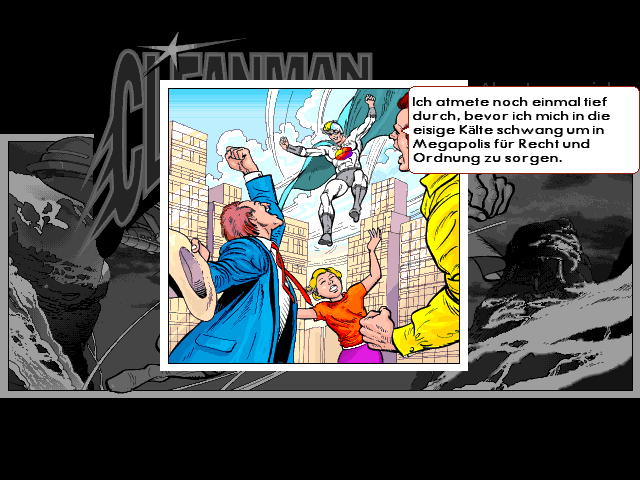 CLEANMAN
Ich atmete noch einmal tief
durch, bevor ich mich in die
eisige Kälte schwang um in
Megapolis für Recht und
Ordnung zu sorgen.